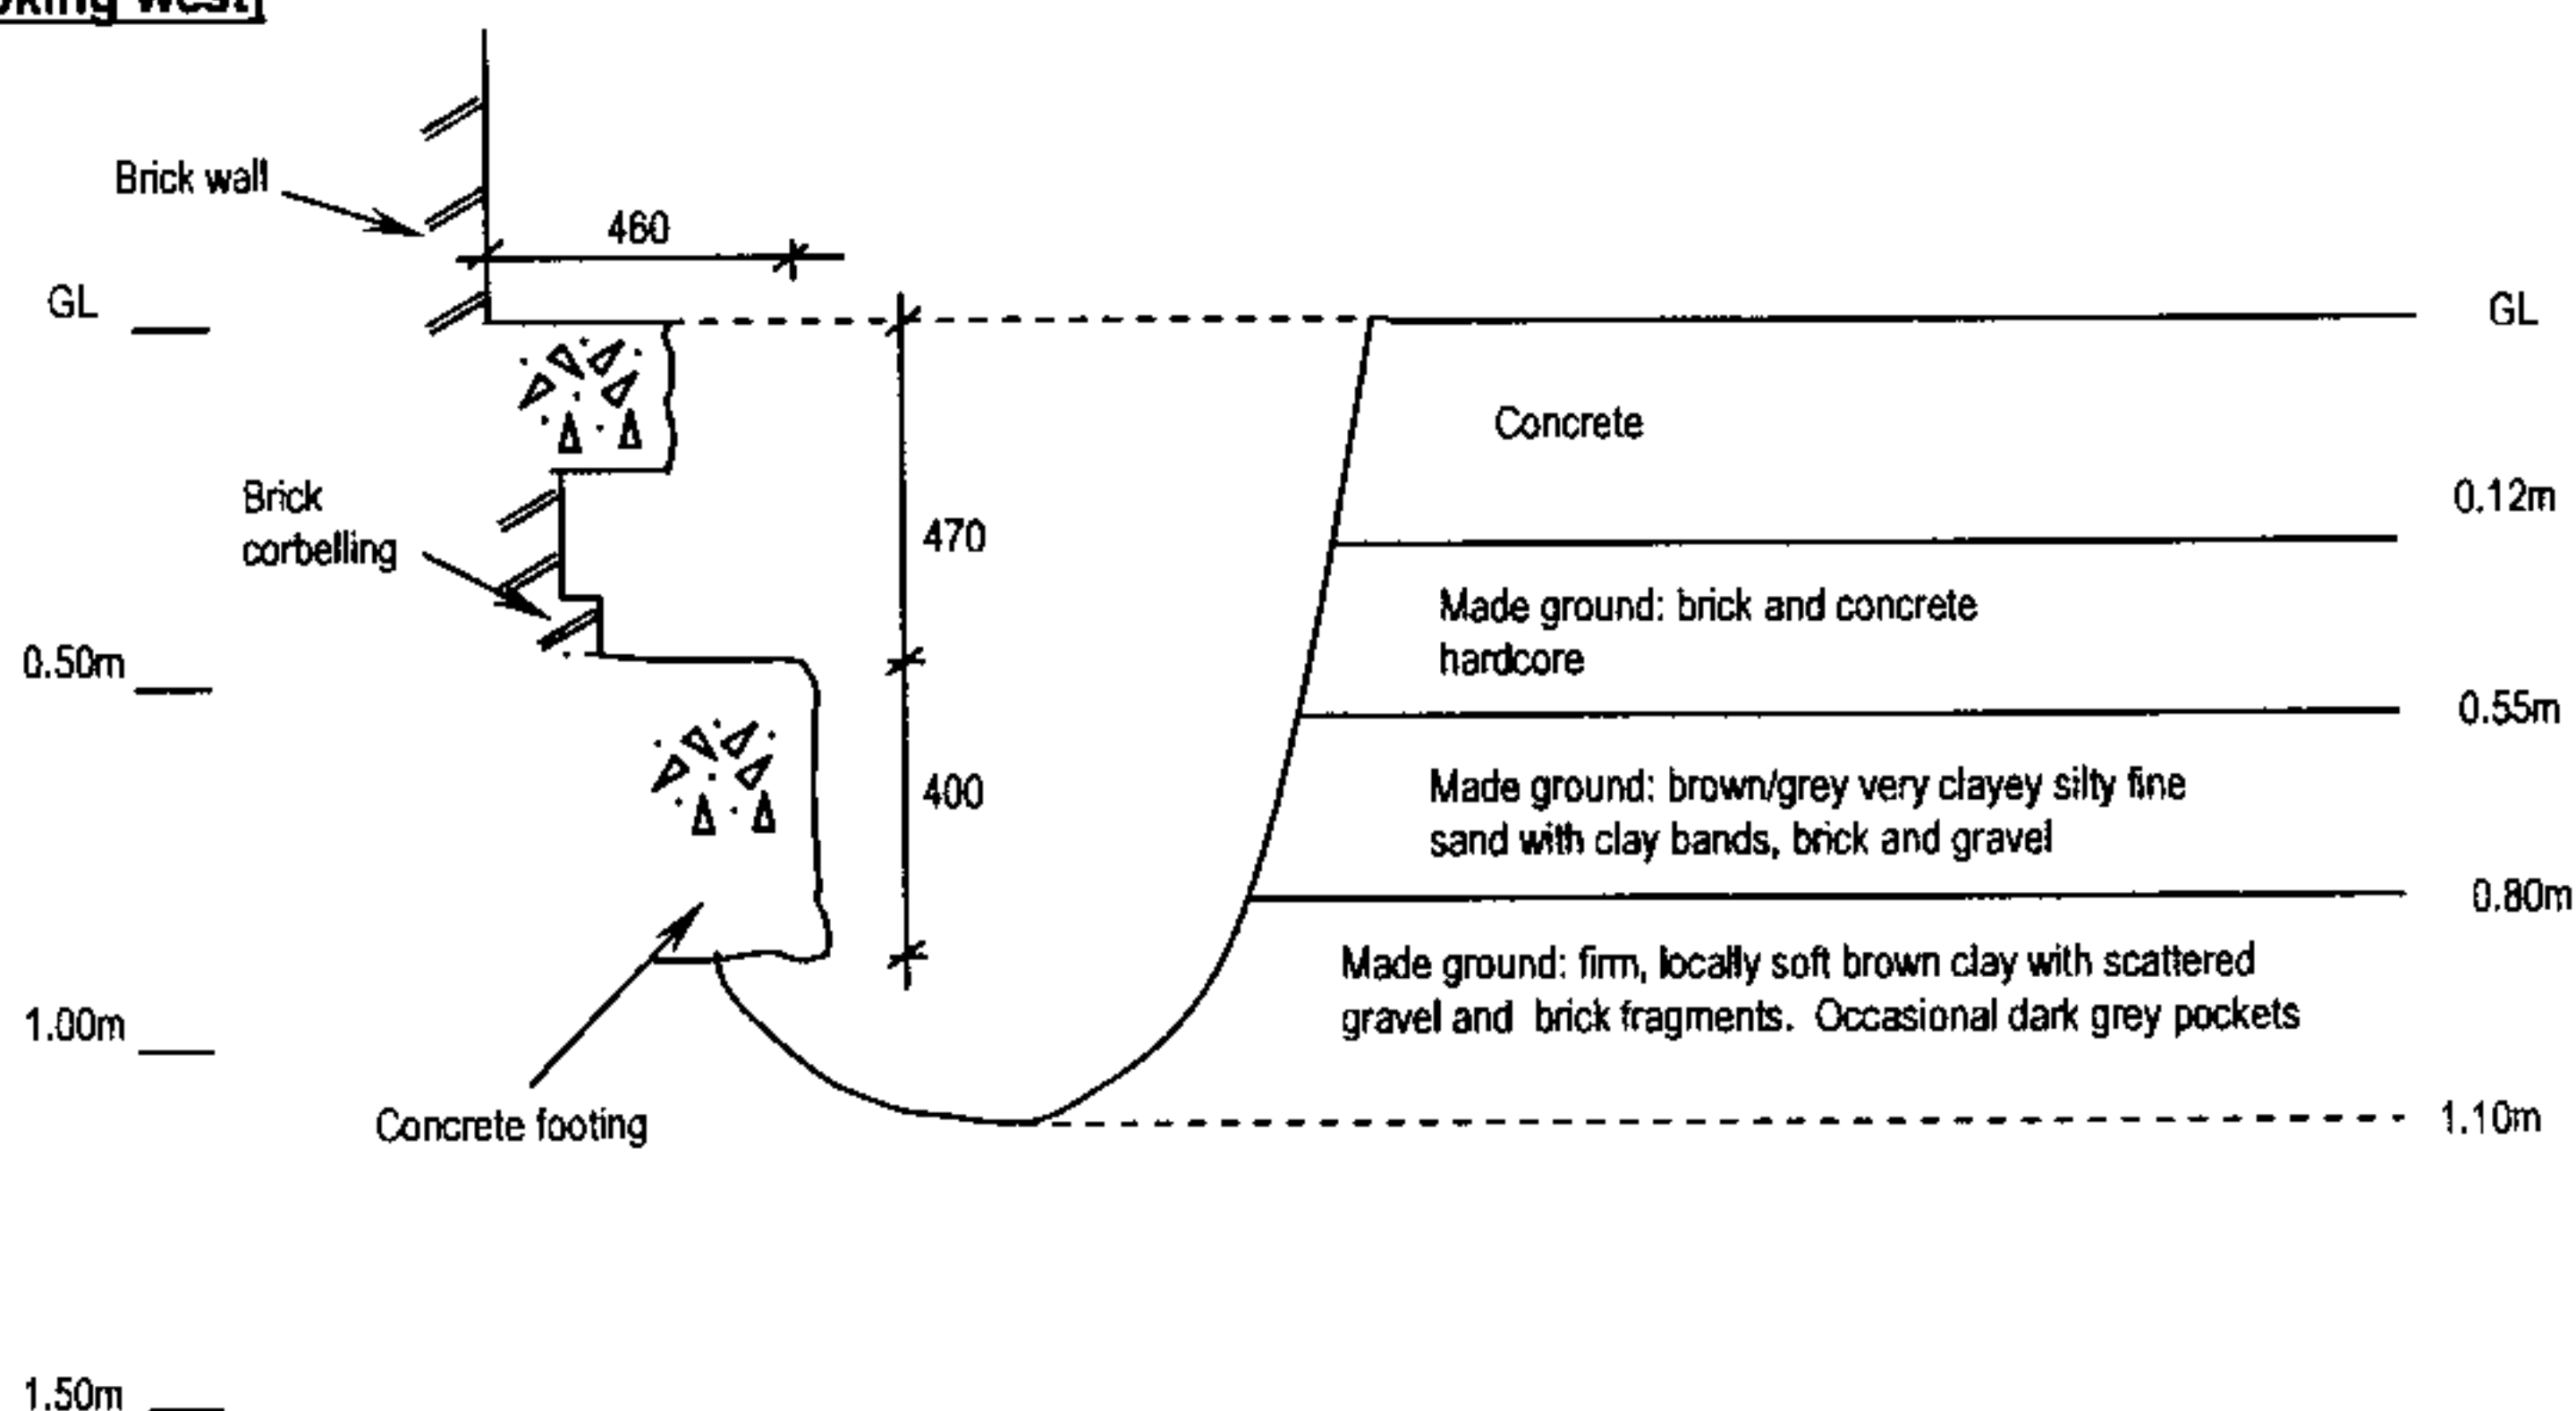 west]
Brick wall
460
GL
GL
Concrete
0.12m
Brick
corbelling
470
Made ground: brick and concrete
hardcore
0.50m
0.55m
Made ground: brown/grey very clayey silty fine
sand with clay bands, brick and gravel
400
0.80m
Made ground: firm, locally soft brown clay with scattered
gravel and brick fragments. Occasional dark grey pockets
1.00m
Concrete footing
1.10m
1.50m